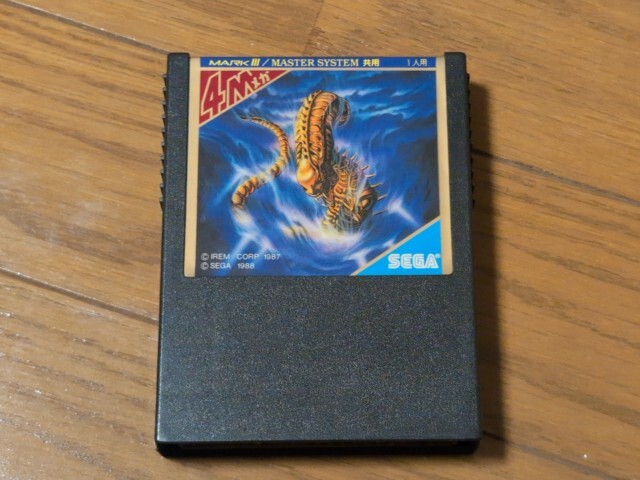 MARK III / MASTER SYSTEM 共用 1人用
4Mメガ
© IREM CORP 1987
© SEGA 1988
SEGA